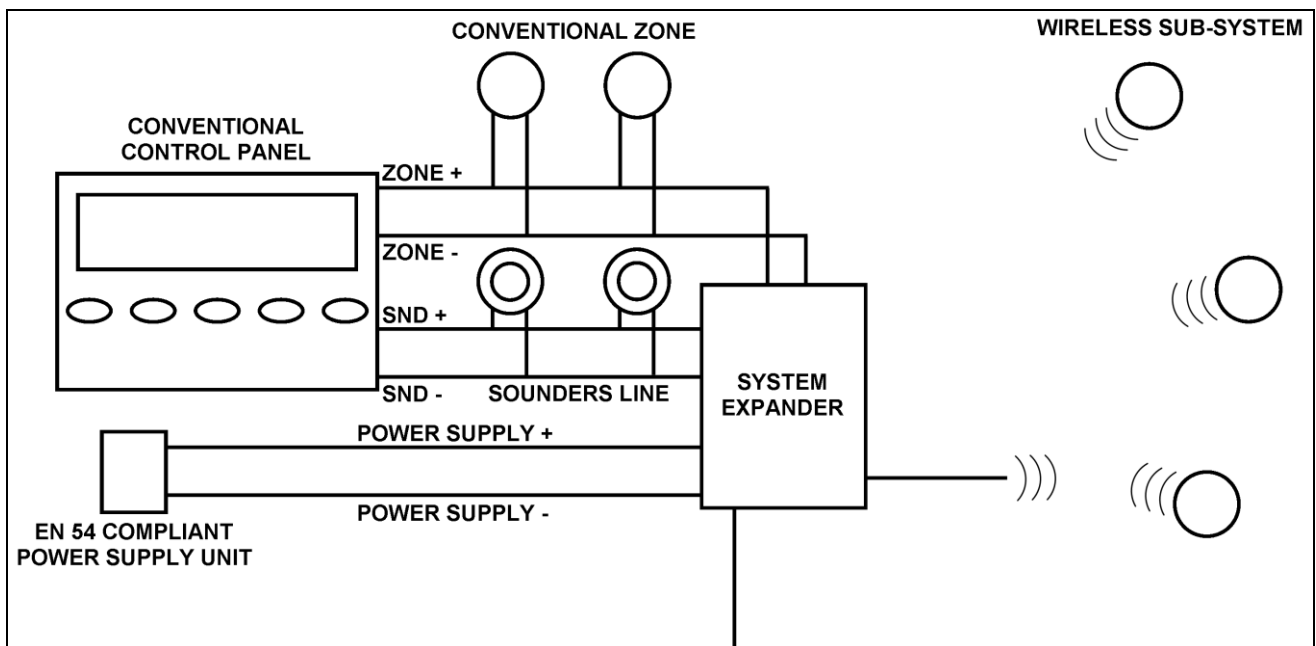 CONVENTIONAL ZONE
WIRELESS SUB-SYSTEM
CONVENTIONAL
CONTROL PANEL
ZONE +
ZONE -
SND +
SND -
SOUNDERS LINE
SYSTEM
EXPANDER
POWER SUPPLY +
POWER SUPPLY -
EN 54 COMPLIANT
POWER SUPPLY UNIT